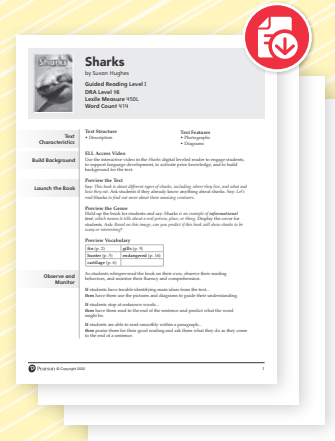 Sharks
Sharks
by Susan Hughes
Guided Reading Level I
DRA Level 16
Lexile Measure 450L
Word Count 414
Text Characteristics
Text Structure
• Description
Text Features
• Photographs
• Diagrams
Build Background
ELL Access Video
Use the interactive video in the Sharks digital leveled reader to engage students,
to support language development, to activate prior knowledge, and to build
background for the text.
Launch the Book
Preview the Text
Say: This book is about different types of sharks, including where they live, and what and
how they eat. Ask students if they already know anything about sharks. Say: Let's
read Sharks to find out more about these amazing creatures.
Preview the Genre
Hold up the book for students and say: Sharks is an example of informational
text, which means it tells about a real person, place, or thing. Display the cover for
students. Ask: Based on this image, can you predict if this book will show sharks to be
scary or interesting?
Preview Vocabulary
fin (p. 2) gills (p. 9)
hunter (p. 5) endangered (p. 16)
cartilage (p. 6)
Observe and Monitor
As students whisper-read the book on their own, observe their reading
behaviors, and monitor their fluency and comprehension.
If students have trouble identifying main ideas from the text...
then have them use the pictures and diagrams to guide their understanding.
If students stop at unknown words...
then have them read to the end of the sentence and predict what the word
might be.
If students are able to read smoothly within a paragraph...
then praise them for their good reading and ask them what they do as they come
to the end of a sentence.
Pearson © Copyright 2020
1